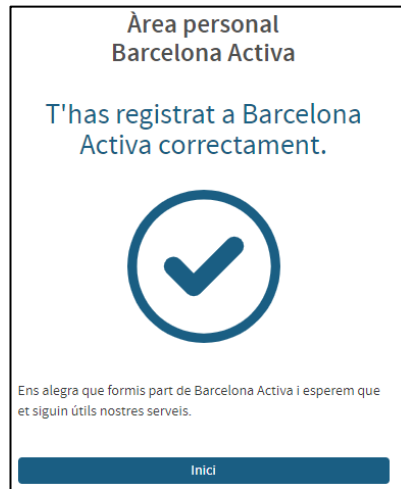 Àrea personal
Barcelona Activa
T'has registrat a Barcelona
Activa correctament.
Ens alegra que formis part de Barcelona Activa i esperem que
et siguin útils nostres serveis.
Inici